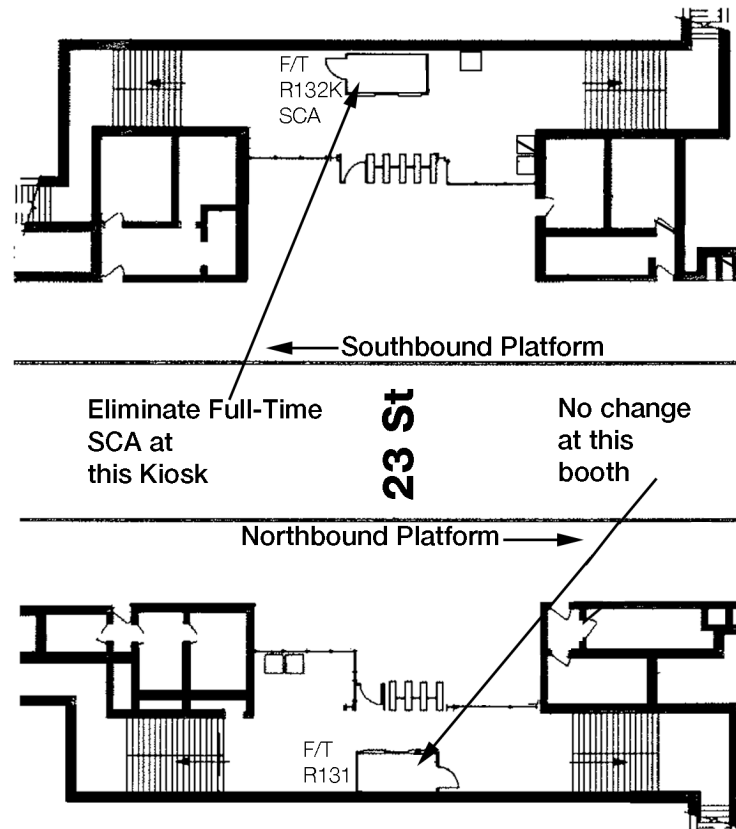 F/T
R132K
SCA
Southbound Platform
Eliminate Full-Time
SCA at
this Kiosk
23 St
No change
at this
booth
Northbound Platform
F/T
R131